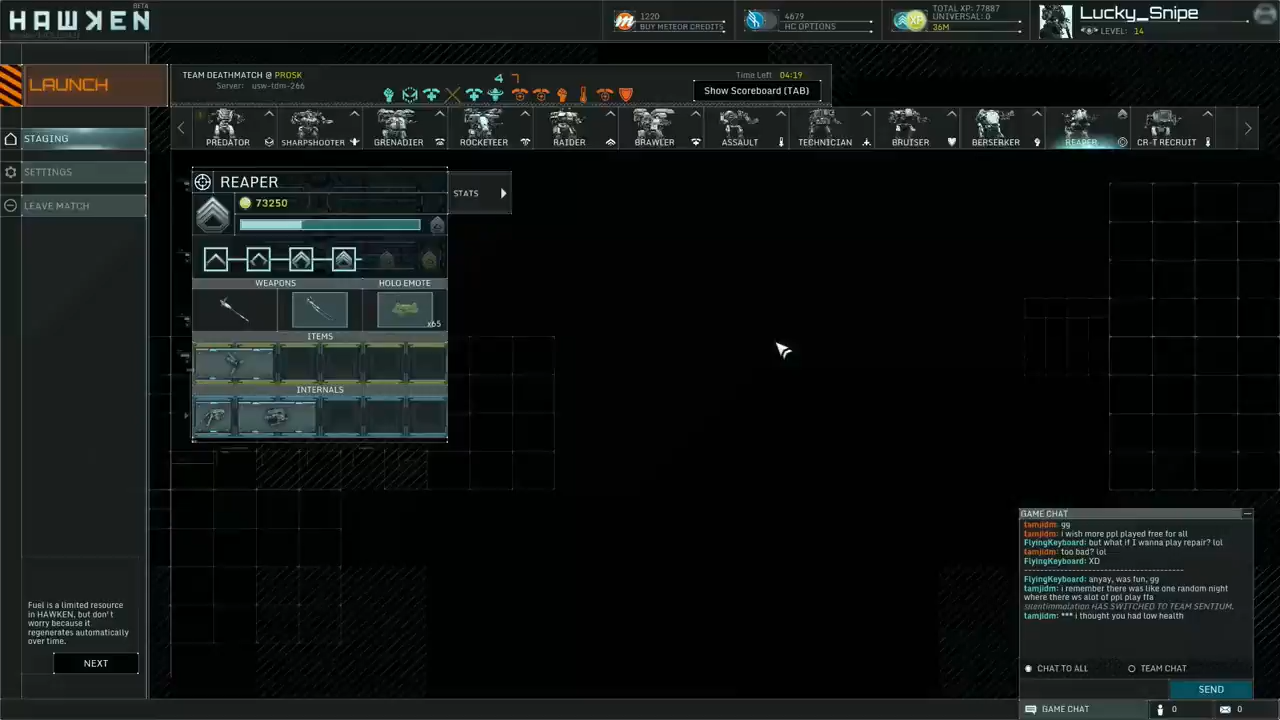 HAWKEN
BETA
1220
BUY METEOR CREDITS
4679
HC OPTIONS
XP
TOTAL XP: 77887
UNIVERSAL: 0
36M
Lucky_Snipe
LEVEL: 14
LAUNCH
TEAM DEATHMATCH @ PROSK
Server: usw-tdm-266
4
Time Left 04:19
Show Scoreboard (TAB)
STAGING
SETTINGS
LEAVE MATCH
PREDATOR
SHARPSHOOTER
GRENADIER
ROCKETEER
RAIDER
BRAWLER
ASSAULT
TECHNICIAN
BRUISER
BERSERKER
REAPER
CR-T RECRUIT
REAPER
STATS
73250
WEAPONS
HOLO EMOTE
x65
ITEMS
INTERNALS
Fuel is a limited resource
in HAWKEN, but don't
worry because it
regenerates automatically
over time.
NEXT
GAME CHAT
tamjidm: gg
tamjidm: i wish more ppl played free for all
FlyingKeyboard: but what if I wanna play repair? lol
tamjidm: too bad? lol
FlyingKeyboard: XD
FlyingKeyboard: anyay, was fun, gg
tamjidm: i remember there was like one random night
where there ws alot of ppl play ffa
HAS SWITCHED TO TEAM SENTIUM.
tamjidm: *** i thought you had low health
CHAT TO ALL
TEAM CHAT
SEND
GAME CHAT
0
0